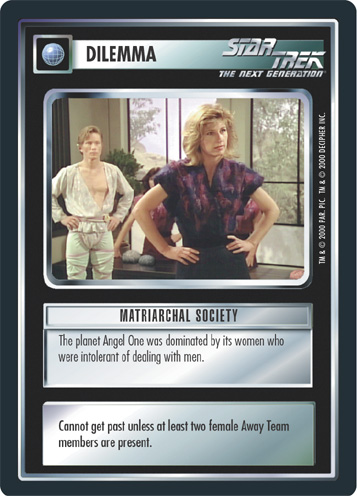 DILEMMA
STAR TREK
THE NEXT GENERATION®
TM & © 2000 PAR. PIC. TM & © 2000 DECIPHER INC.
MATRIARCHAL SOCIETY
The planet Angel One was dominated by its women who
were intolerant of dealing with men.
Cannot get past unless at least two female Away Team
members are present.